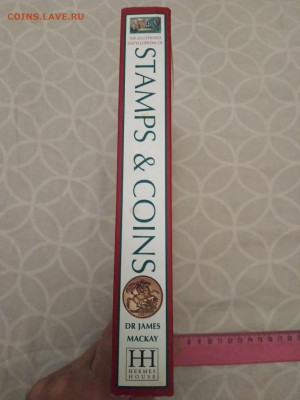 COINS.LAVE.RU
THE ILLUSTRATED
ENCYCLOPEDIA OF
STAMPS & COINS
DR JAMES
MACKAY
HH
HERMES
HOUSE